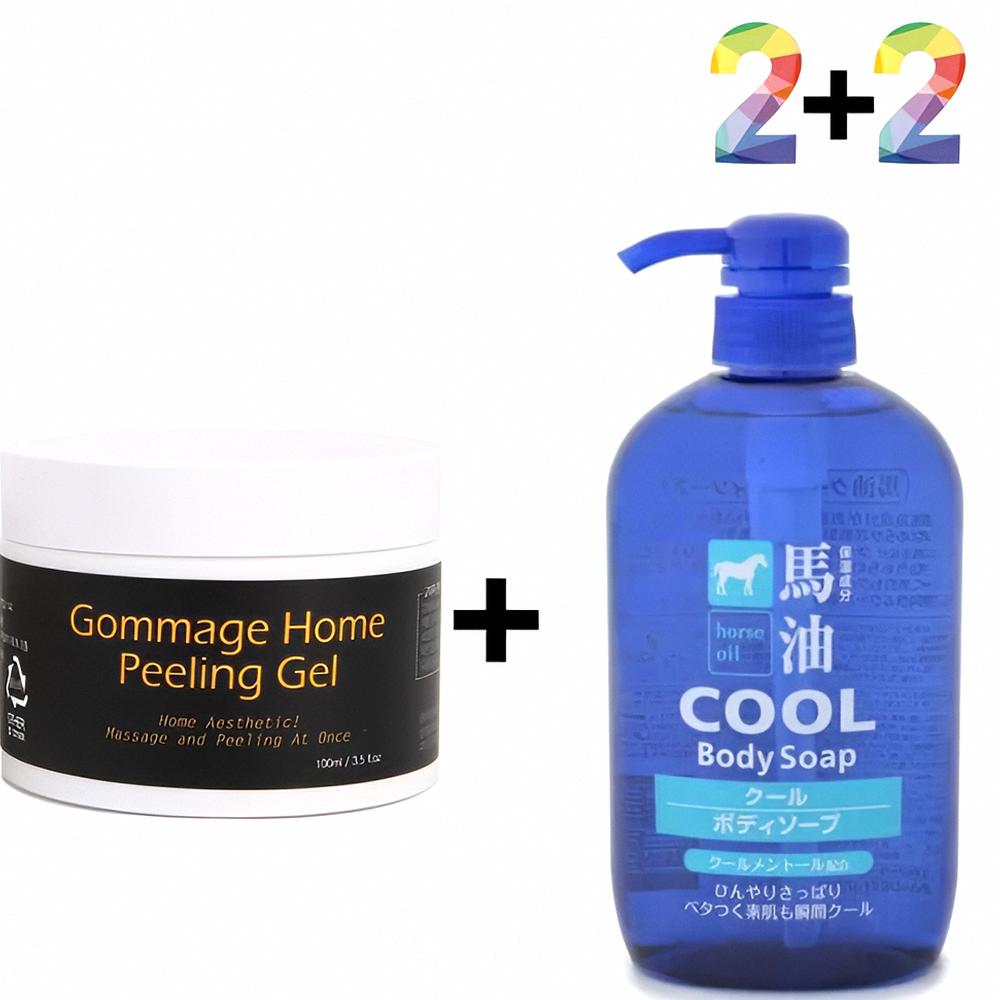 2+2
Gommage Home
Peeling Gel
Home Aesthetic!
Massage and Peeling At Once
100ml / 3.5 f.oz
馬油
horse
oil
COOL
Body Soap
クール
ボディソープ
クールメントール配合
ひんやりさっぱり
ベタつく素肌も瞬間クール